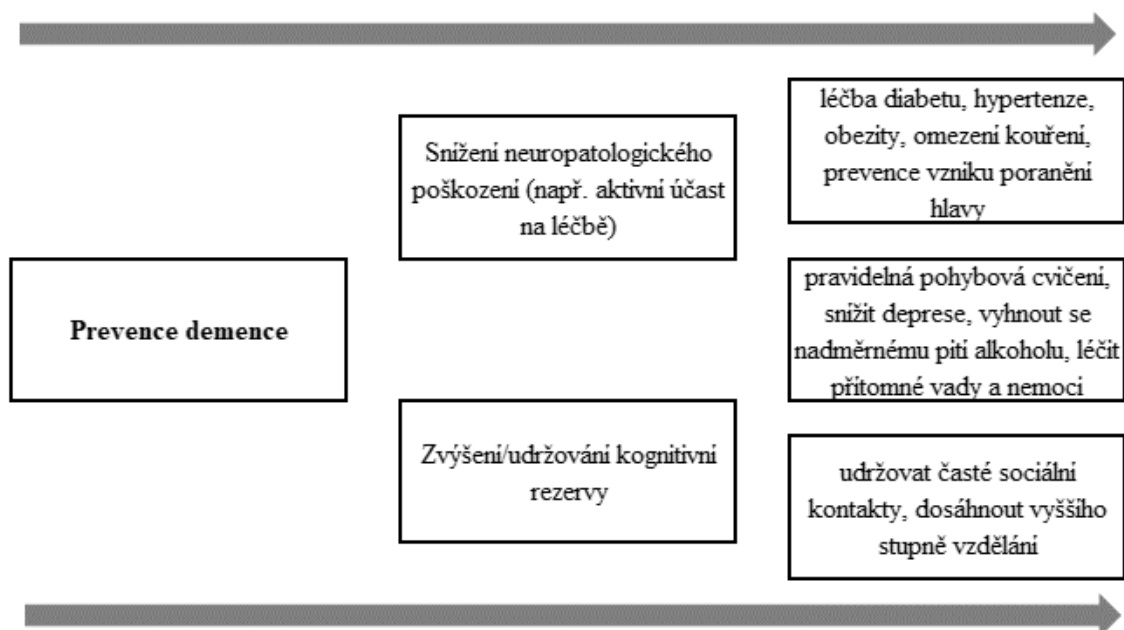 Prevence demence
Snížení neuropatologického
poškození (např. aktivní účast
na léčbě)
Zvýšení/udržování kognitivní
rezervy
léčba diabetu, hypertenze,
obezity, omezení kouření,
prevence vzniku poranění
hlavy
pravidelná pohybová cvičení,
snížit deprese, vyhnout se
nadměrnému pití alkoholu, léčit
přítomné vady a nemoci
udržovat časté sociální
kontakty, dosáhnout vyššího
stupně vzdělání